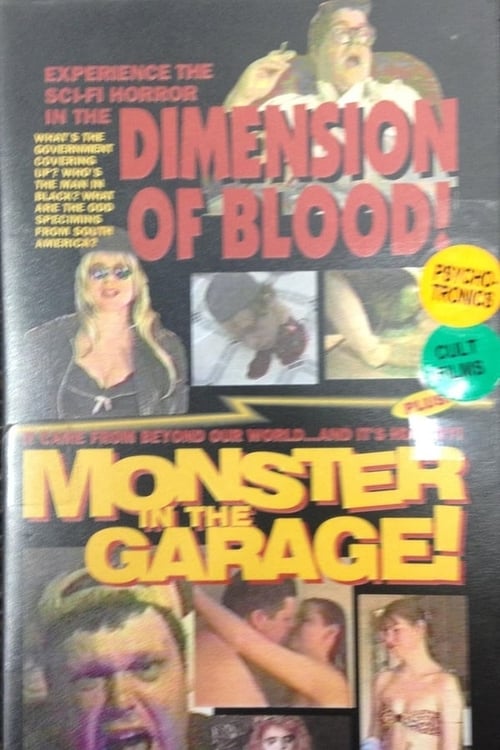 EXPERIENCE THE
SCI-FI HORROR
IN THE
DIMENSION
OF BLOOD!
WHAT'S THE
GOVERNMENT
COVERING
UP? WHO'S
THE MAN IN
BLACK? WHAT
ARE THE ODD
SPECIMINS
FROM SOUTH
AMERICA?
PSYCHO-
TRONICS
CULT
FILMS
PLUS
IT CAME FROM BEYOND OUR WORLD...AND IT'S
MONSTER
IN THE
GARAGE!